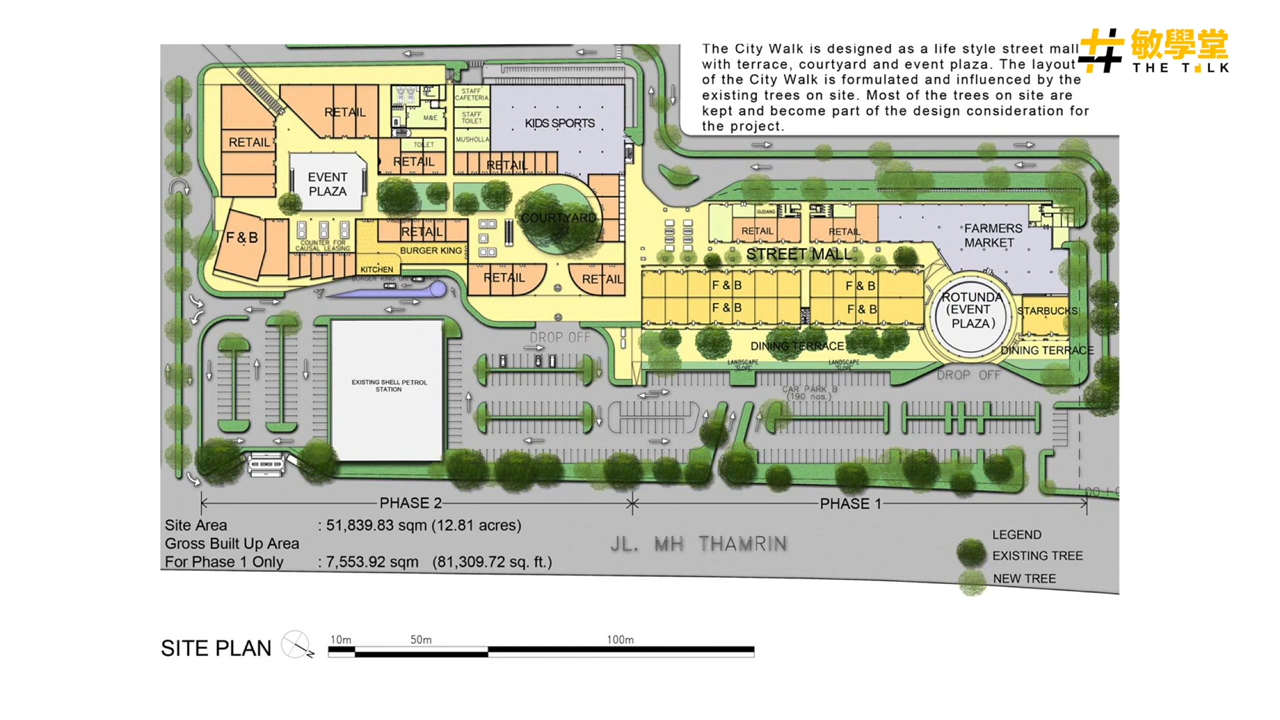 The City Walk is designed as a life style street mall
with terrace, courtyard and event plaza. The layout
of the City Walk is formulated and influenced by the
existing trees on site. Most of the trees on site are
kept and become part of the design consideration for
the project.
敏學堂
THE TALK
STAFF
CAFETERIA
STAFF
TOILET
MUSHOLLA
M&E
TOILET
RETAIL
RETAIL
RETAIL
RETAIL
KIDS SPORTS
EVENT
PLAZA
COURTYARD
F&B
COUNTER FOR
CAUSAL LEASING
RETAIL
BURGER KING
KITCHEN
RETAIL
RETAIL
GUDANG
RETAIL
RETAIL
FARMERS
MARKET
STREET MALL
F & B
F & B
F & B
F & B
ROTUNDA
(EVENT
PLAZA)
STARBUCKS
DINING TERRACE
DINING TERRACE
LANDSCAPE
SLOPE
LANDSCAPE
SLOPE
DROP OFF
DROP OFF
CAR PARK B
(190 nos.)
EXISTING SHELL PETROL
STATION
PHASE 2
PHASE 1
Site Area : 51,839.83 sqm (12.81 acres)
Gross Built Up Area
For Phase 1 Only : 7,553.92 sqm (81,309.72 sq. ft.)
JL. MH THAMRIN
LEGEND
EXISTING TREE
NEW TREE
SITE PLAN
10m 50m 100m